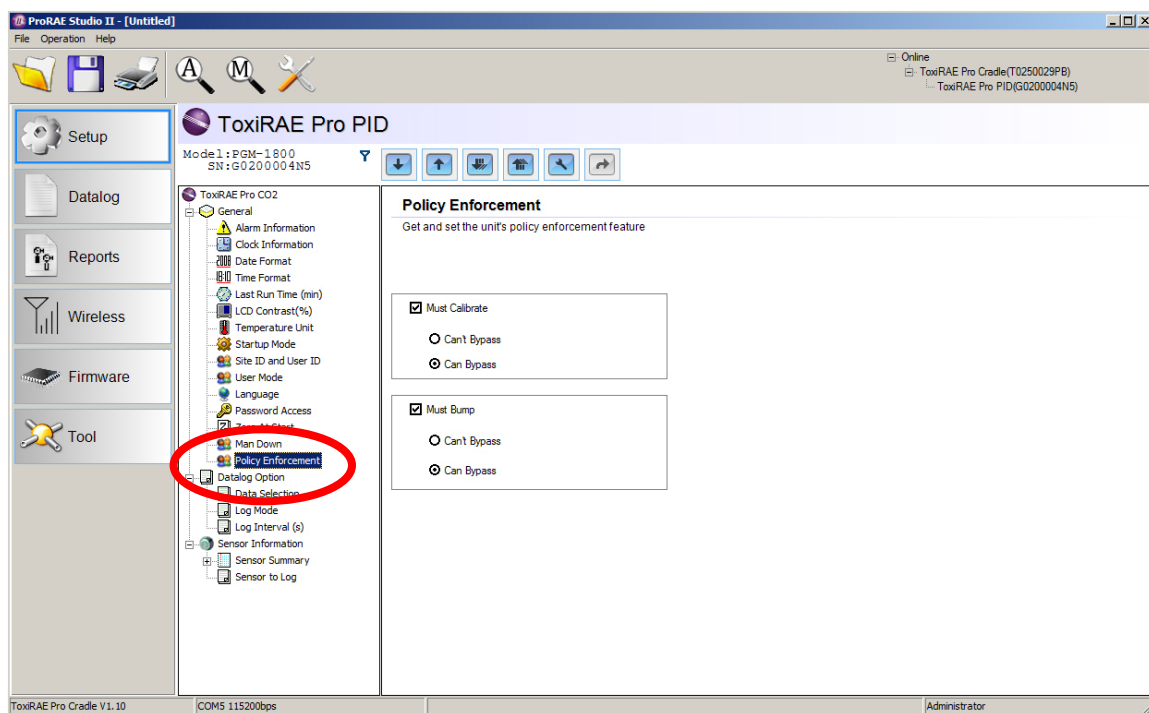 ProRAE Studio II - [Untitled]
File Operation Help
A M
Online
ToxiRAE Pro Cradle(T0250029PB)
ToxiRAE Pro PID(G0200004N5)
Setup
Datalog
Reports
Wireless
Firmware
Tool
ToxiRAE Pro PID
Model:PGM-1800
SN:G0200004N5
ToxiRAE Pro CO2
General
Alarm Information
Clock Information
Date Format
Time Format
Last Run Time (min)
LCD Contrast(%)
Temperature Unit
Startup Mode
Site ID and User ID
User Mode
Language
Password Access
Zero At Start
Man Down
Policy Enforcement
Datalog Option
Data Selection
Log Mode
Log Interval (s)
Sensor Information
Sensor Summary
Sensor to Log
Policy Enforcement
Get and set the unit's policy enforcement feature
Must Calibrate
Can't Bypass
Can Bypass
Must Bump
Can't Bypass
Can Bypass
ToxiRAE Pro Cradle V1.10
COM5 115200bps
Administrator